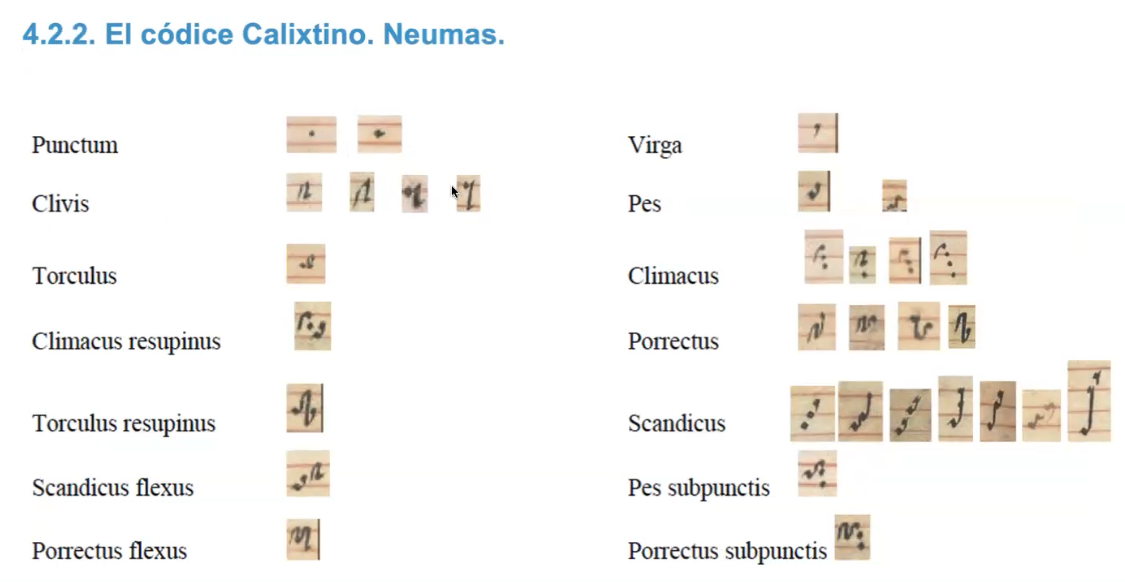 4.2.2. El códice Calixtino. Neumas.
Punctum
Clivis
Torculus
Climacus resupinus
Torculus resupinus
Scandicus flexus
Porrectus flexus
Virga
Pes
Climacus
Porrectus
Scandicus
Pes subpunctis
Porrectus subpunctis